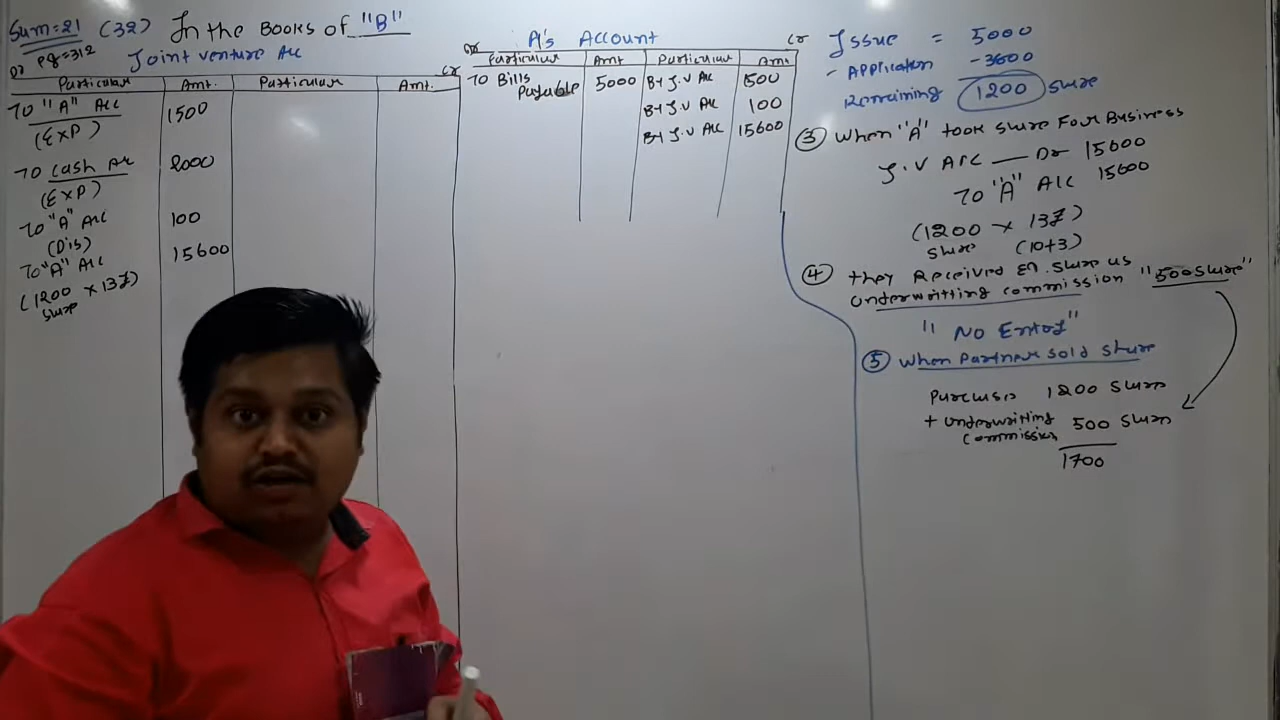 Sum=21 (32) In the Books of "B"
pg=312
Joint venture A/c
Dr Cr
Particular Amt. Particular Amt.
To "A" A/c 1500
(EXP)
To cash A/c 2000
(EXP)
To "A" A/c 100
(Dis)
To "A" A/c 15600
(1200 x 13/)
share
A's Account
Dr Cr
Particular Amt Particular Amt.
To Bills Payable 5000 By J.V A/c 1500
By J.V A/c 100
By J.V A/c 15600
Issue = 5000
- Application -3800
Remaining 1200 share
③ When "A" took share For Business
J.V A/c — Dr 15600
To "A" A/c 15600
(1200 x 13/)
share (10+3)
④ They Received Eq. share as
underwritting commission "500 share"
" No Entry"
⑤ When Partner sold share
Purchase 1200 share
+ underwriting 500 share
commission
1700